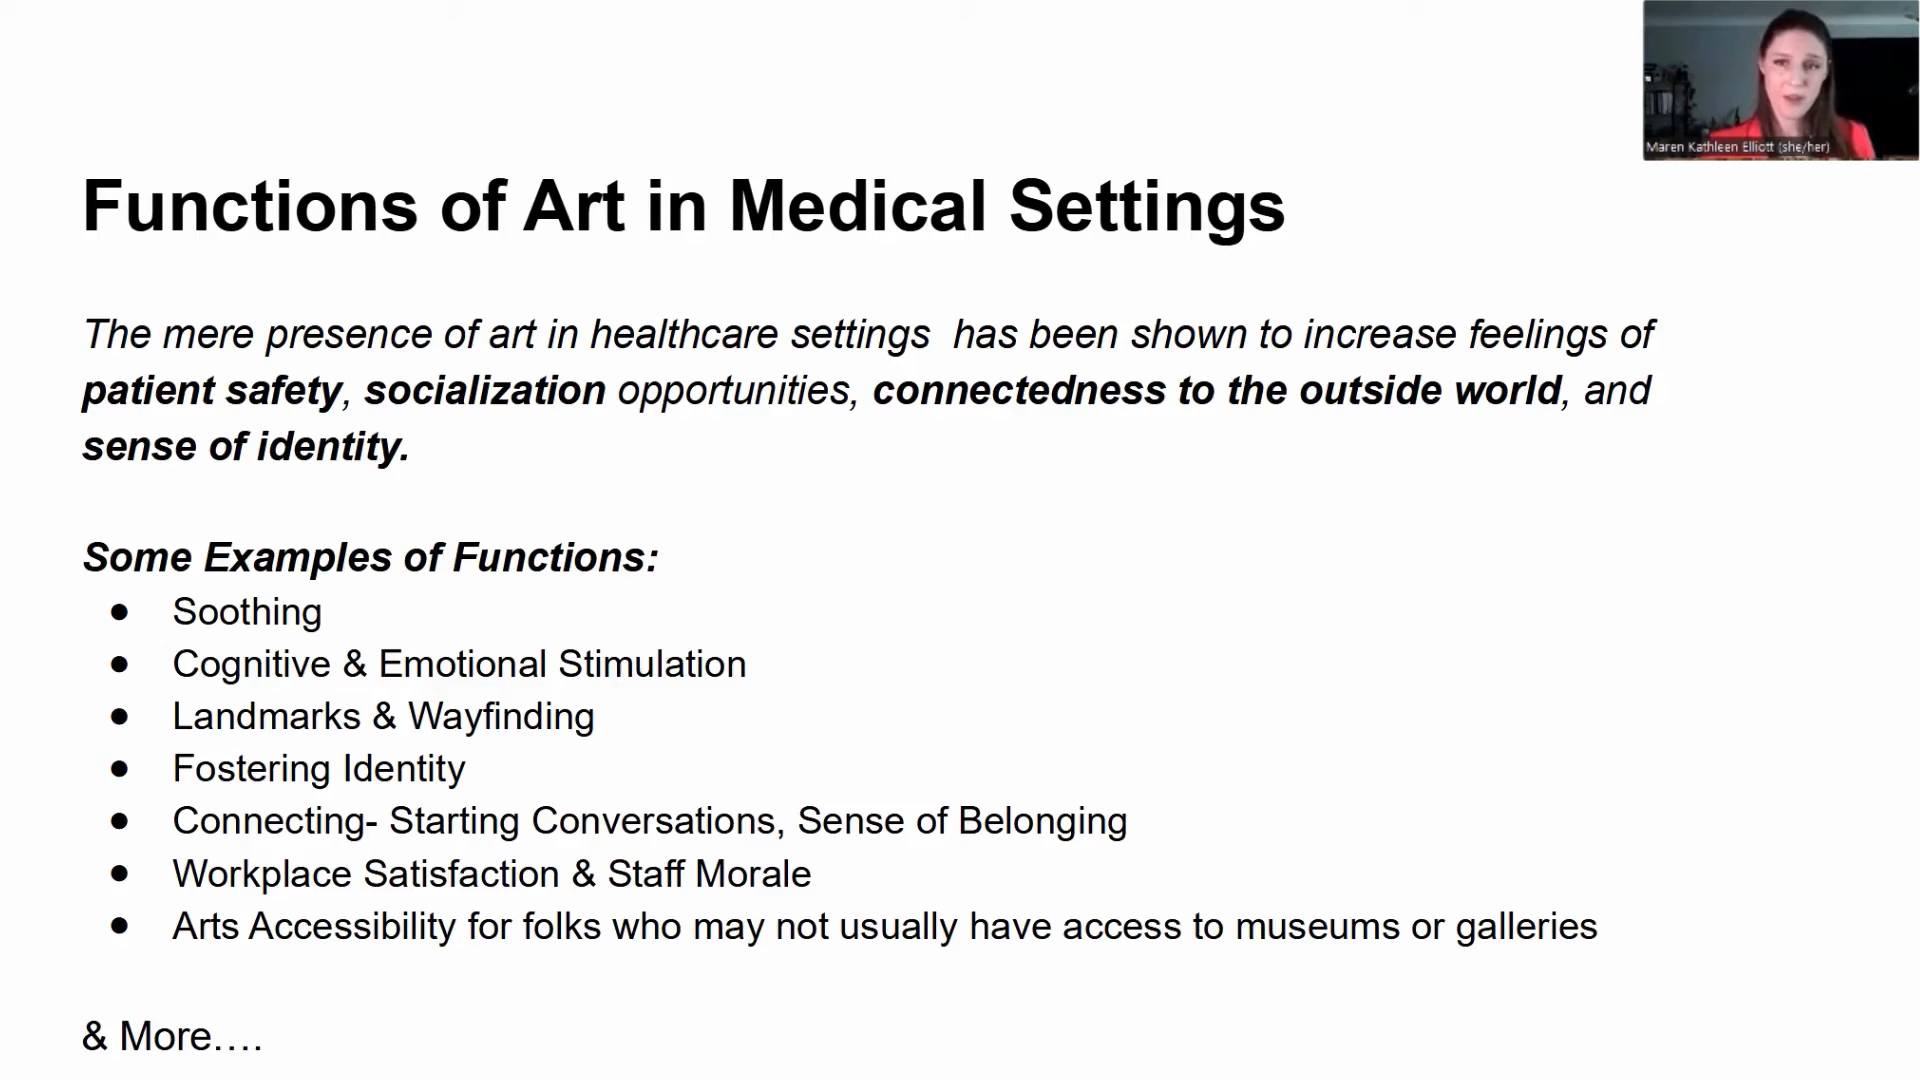 Maren Kathleen Elliott (she/her)
Functions of Art in Medical Settings
The mere presence of art in healthcare settings  has been shown to increase feelings of
patient safety, socialization opportunities, connectedness to the outside world, and
sense of identity.
Some Examples of Functions:
● Soothing
● Cognitive & Emotional Stimulation
● Landmarks & Wayfinding
● Fostering Identity
● Connecting- Starting Conversations, Sense of Belonging
● Workplace Satisfaction & Staff Morale
● Arts Accessibility for folks who may not usually have access to museums or galleries
& More….